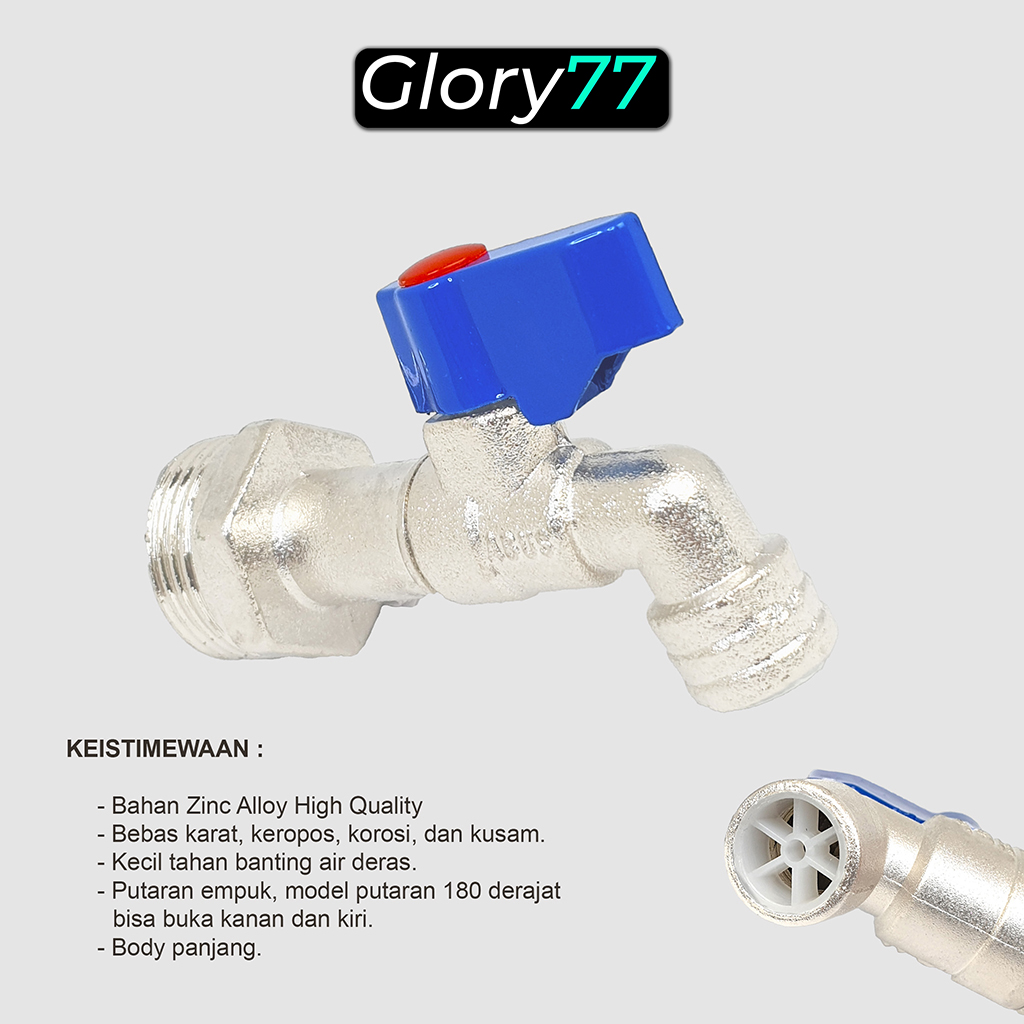 Glory77
KEISTIMEWAAN :
- Bahan Zinc Alloy High Quality
- Bebas karat, keropos, korosi, dan kusam.
- Kecil tahan banting air deras.
- Putaran empuk, model putaran 180 derajat
bisa buka kanan dan kiri.
- Body panjang.